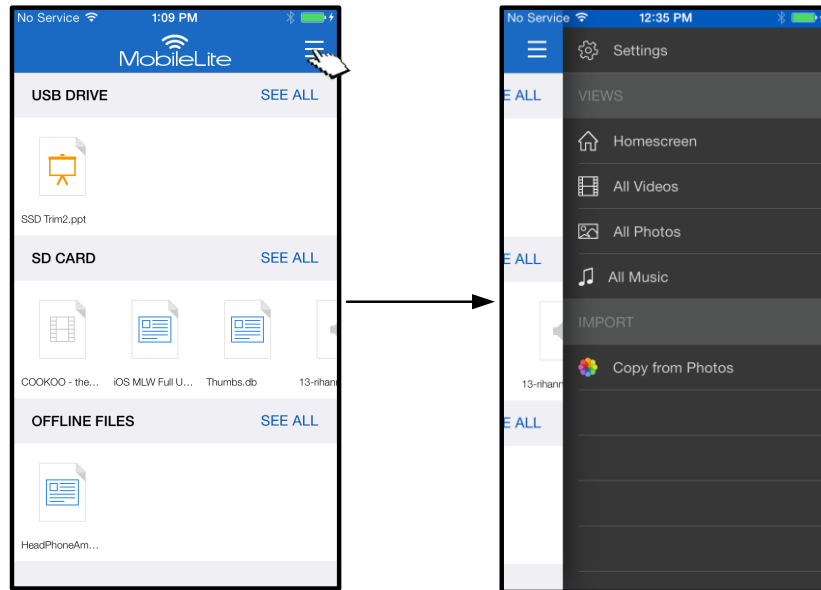 No Service 1:09 PM
MobileLite
USB DRIVE SEE ALL
SSD Trim2.ppt
SD CARD SEE ALL
COOKOO - the... iOS MLW Full U... Thumbs.db 13-rihan
OFFLINE FILES SEE ALL
HeadPhoneAm...
No Service 12:35 PM
Settings
E ALL VIEWS
Homescreen
All Videos
All Photos
E ALL
All Music
IMPORT
13-rihann Copy from Photos
E ALL